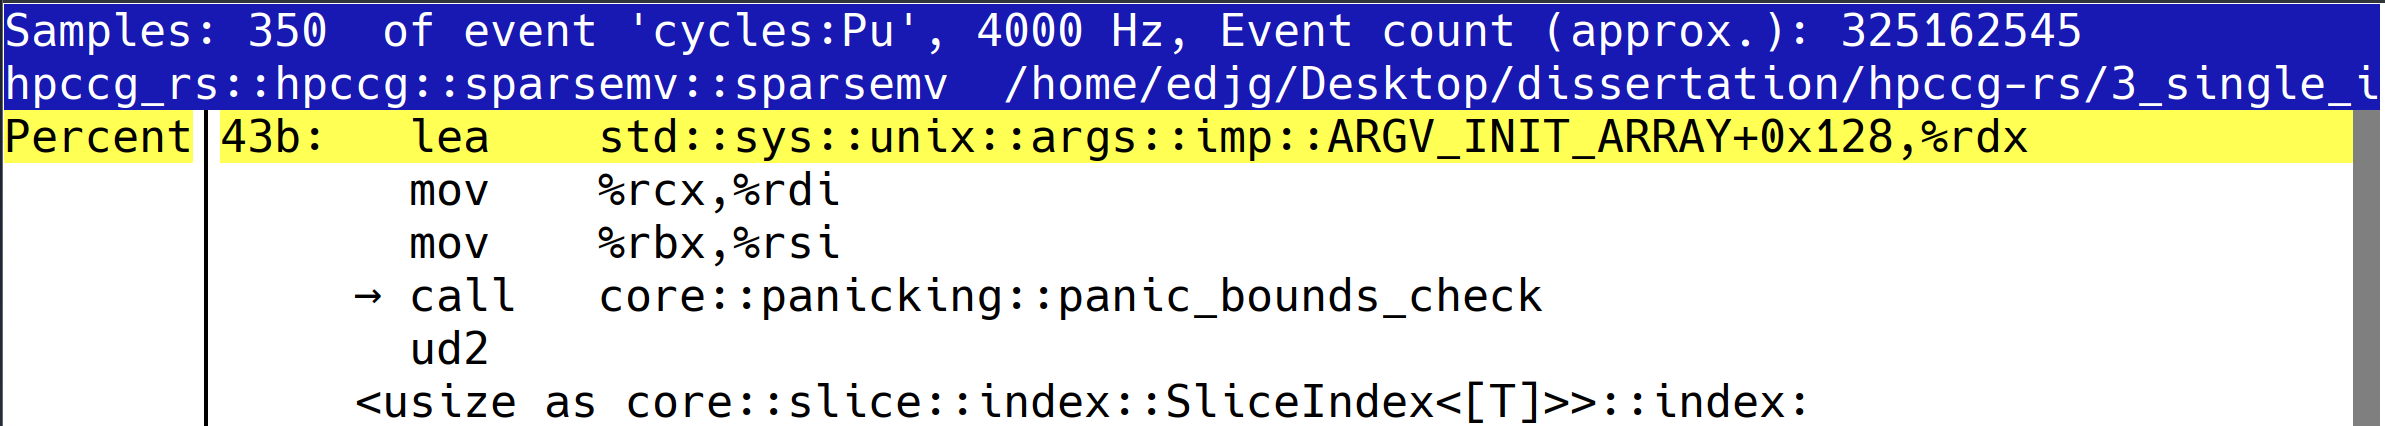 Samples: 350  of event 'cycles:Pu', 4000 Hz, Event count (approx.): 325162545
hpccg_rs::hpccg::sparsemv::sparsemv  /home/edjg/Desktop/dissertation/hpccg-rs/3_single_i
Percent 43b:   lea    std::sys::unix::args::imp::ARGV_INIT_ARRAY+0x128,%rdx
mov    %rcx,%rdi
mov    %rbx,%rsi
→ call   core::panicking::panic_bounds_check
ud2
<usize as core::slice::index::SliceIndex<[T]>>::index: